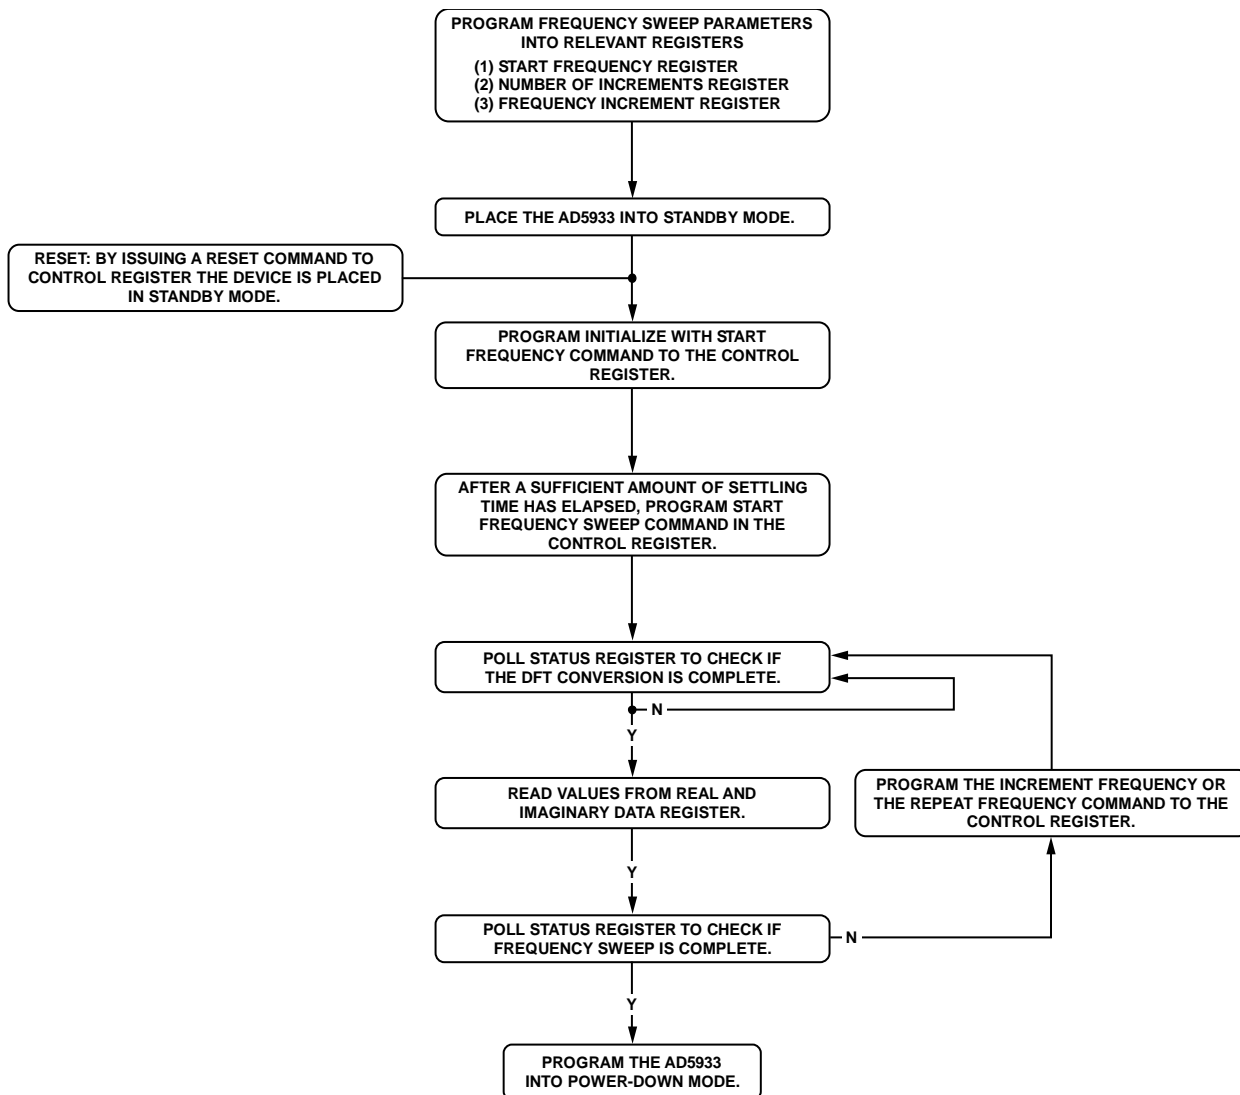 PROGRAM FREQUENCY SWEEP PARAMETERS
INTO RELEVANT REGISTERS
(1) START FREQUENCY REGISTER
(2) NUMBER OF INCREMENTS REGISTER
(3) FREQUENCY INCREMENT REGISTER
PLACE THE AD5933 INTO STANDBY MODE.
RESET: BY ISSUING A RESET COMMAND TO
CONTROL REGISTER THE DEVICE IS PLACED
IN STANDBY MODE.
PROGRAM INITIALIZE WITH START
FREQUENCY COMMAND TO THE CONTROL
REGISTER.
AFTER A SUFFICIENT AMOUNT OF SETTLING
TIME HAS ELAPSED, PROGRAM START
FREQUENCY SWEEP COMMAND IN THE
CONTROL REGISTER.
POLL STATUS REGISTER TO CHECK IF
THE DFT CONVERSION IS COMPLETE.
N
Y
READ VALUES FROM REAL AND
IMAGINARY DATA REGISTER.
PROGRAM THE INCREMENT FREQUENCY OR
THE REPEAT FREQUENCY COMMAND TO THE
CONTROL REGISTER.
Y
POLL STATUS REGISTER TO CHECK IF
FREQUENCY SWEEP IS COMPLETE.
N
Y
PROGRAM THE AD5933
INTO POWER-DOWN MODE.